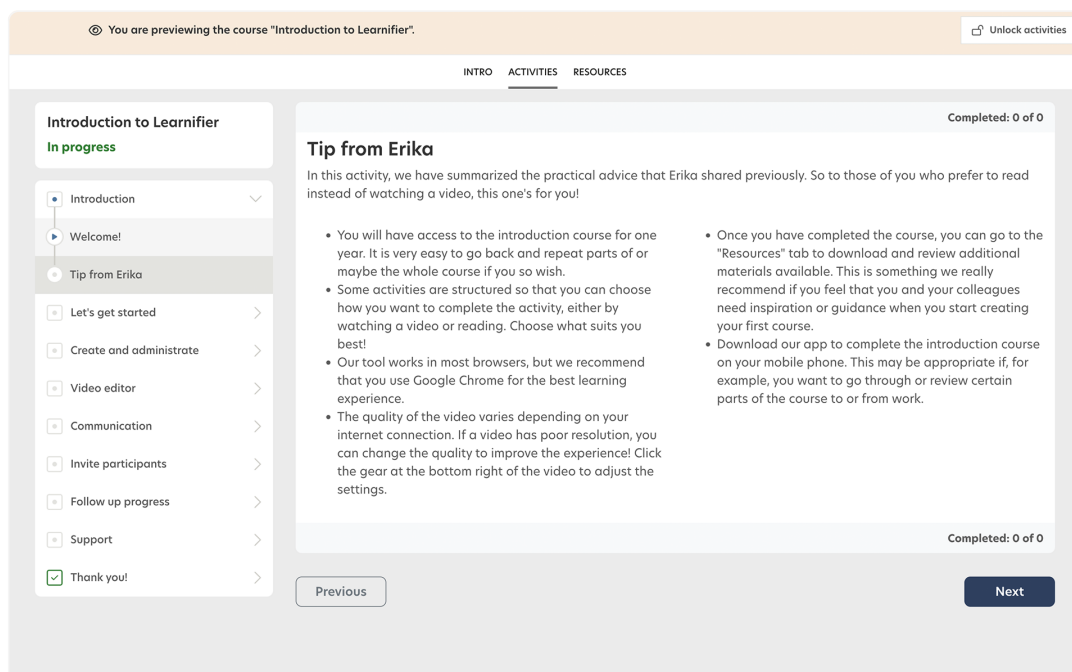 You are previewing the course "Introduction to Learnifier".
Unlock activities
INTRO
ACTIVITIES
RESOURCES
Introduction to Learnifier
In progress
Introduction
Welcome!
Tip from Erika
Let's get started
Create and administrate
Video editor
Communication
Invite participants
Follow up progress
Support
Thank you!
Completed: 0 of 0
Tip from Erika
In this activity, we have summarized the practical advice that Erika shared previously. So to those of you who prefer to read
instead of watching a video, this one's for you!
• You will have access to the introduction course for one
year. It is very easy to go back and repeat parts of or
maybe the whole course if you so wish.
• Some activities are structured so that you can choose
how you want to complete the activity, either by
watching a video or reading. Choose what suits you
best!
• Our tool works in most browsers, but we recommend
that you use Google Chrome for the best learning
experience.
• The quality of the video varies depending on your
internet connection. If a video has poor resolution, you
can change the quality to improve the experience! Click
the gear at the bottom right of the video to adjust the
settings.
• Once you have completed the course, you can go to the
"Resources" tab to download and review additional
materials available. This is something we really
recommend if you feel that you and your colleagues
need inspiration or guidance when you start creating
your first course.
• Download our app to complete the introduction course
on your mobile phone. This may be appropriate if, for
example, you want to go through or review certain
parts of the course to or from work.
Completed: 0 of 0
Previous
Next